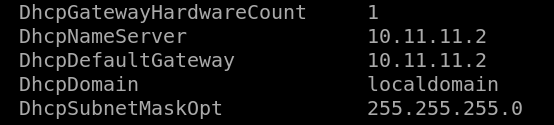 DhcpGatewayHardwareCount 1
DhcpNameServer 10.11.11.2
DhcpDefaultGateway 10.11.11.2
DhcpDomain localdomain
DhcpSubnetMaskOpt 255.255.255.0